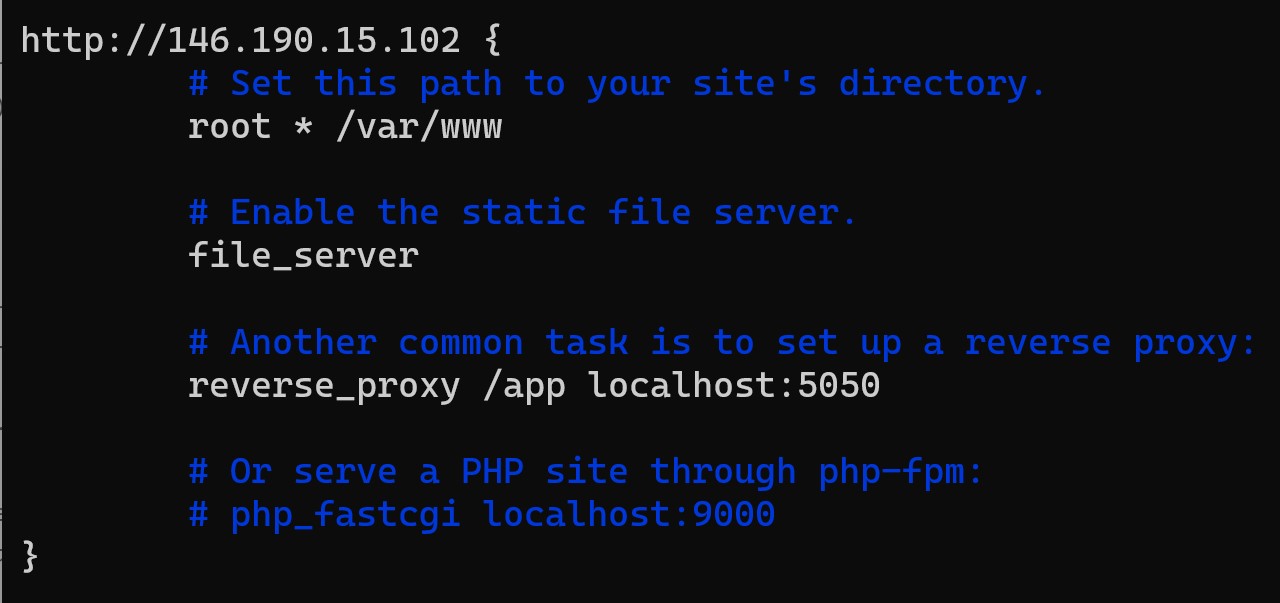 http://146.190.15.102 {
        # Set this path to your site's directory.
        root * /var/www

        # Enable the static file server.
        file_server

        # Another common task is to set up a reverse proxy:
        reverse_proxy /app localhost:5050

        # Or serve a PHP site through php-fpm:
        # php_fastcgi localhost:9000
}